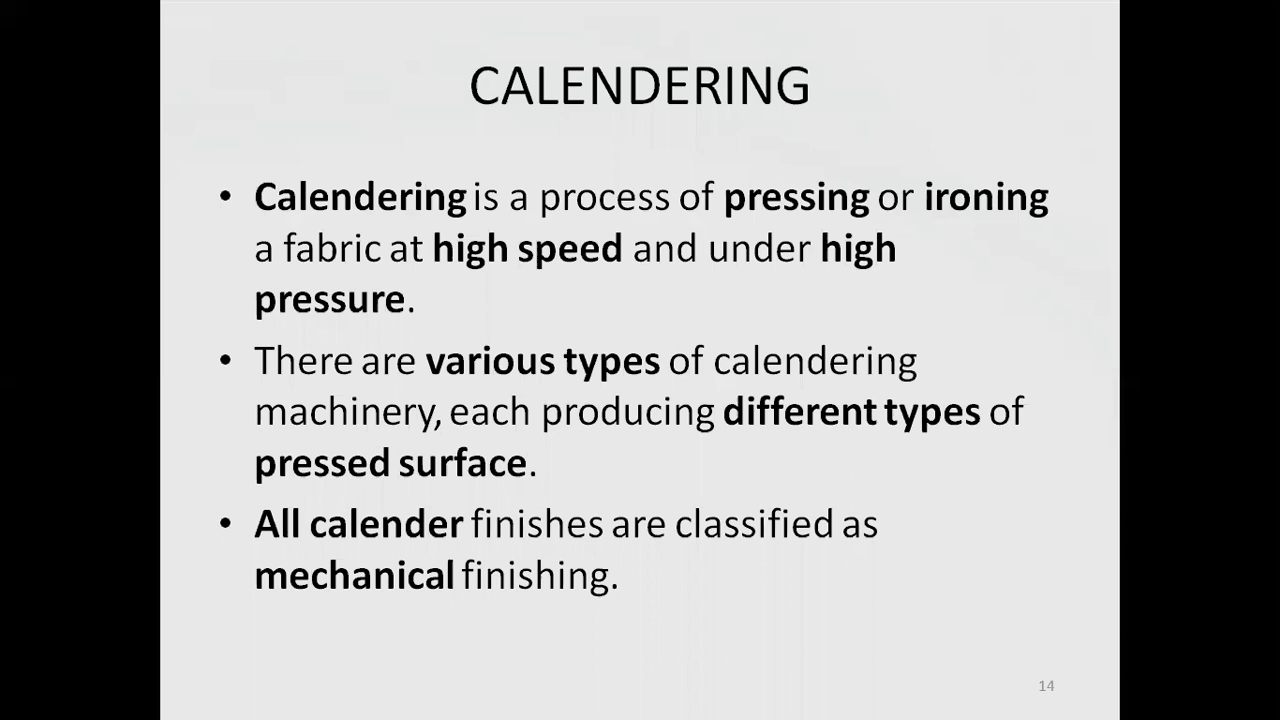 CALENDERING
• Calendering is a process of pressing or ironing
a fabric at high speed and under high
pressure.
• There are various types of calendering
machinery, each producing different types of
pressed surface.
• All calender finishes are classified as
mechanical finishing.
14